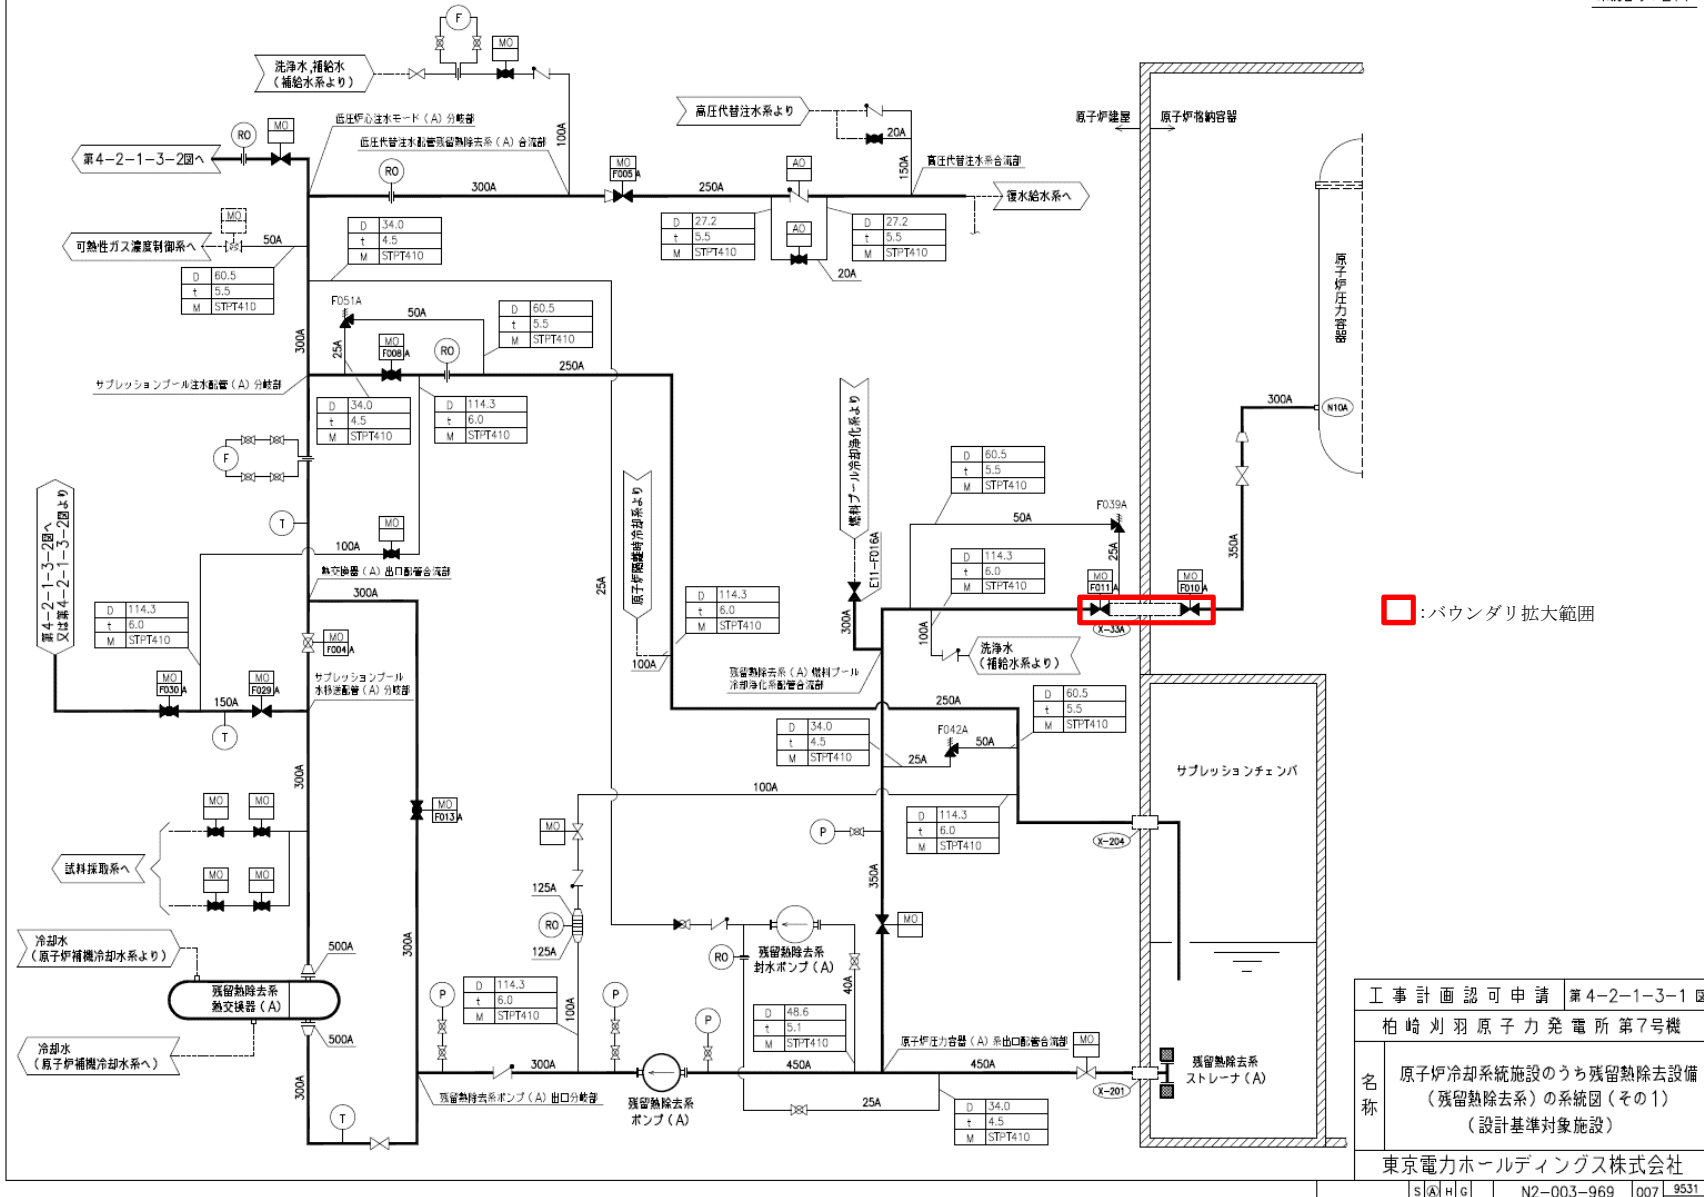 F
MO
洗浄水,補給水
(補給水系より)
高圧代替注水系より
原子炉建屋
原子炉格納容器
低圧炉心注水モード(A)分岐部
低圧代替注水配管残留熱除去系(A)合流部
100A
20A
150A
RO
MO
第4-2-1-3-2図へ
RO
300A
MO
F005A
250A
AO
高圧代替注水系合流部
復水給水系へ
MO
可燃性ガス濃度制御系へ
50A
D 34.0
t 4.5
M STPT410
D 27.2
t 5.5
M STPT410
AO
D 27.2
t 5.5
M STPT410
20A
D 60.5
t 5.5
M STPT410
原子炉圧力容器
F051A
50A
D 60.5
t 5.5
M STPT410
300A
25A
MO
F008A
RO
250A
サプレッションプール注水配管(A)分岐部
D 34.0
t 4.5
M STPT410
D 114.3
t 6.0
M STPT410
300A
N10A
F
燃料プール冷却浄化系より
D 60.5
t 5.5
M STPT410
第4-2-1-3-2図へ
又は第4-2-1-3-2図より
T
MO
100A
原子炉隔離時冷却系より
E11-F016A
50A
F039A
25A
350A
熱交換器(A)出口配管合流部
300A
25A
D 114.3
t 6.0
M STPT410
D 114.3
t 6.0
M STPT410
MO
F011A
MO
F010A
X-33A
:バウンダリ拡大範囲
D 114.3
t 6.0
M STPT410
MO
F004A
300A
100A
洗浄水
(補給水系より)
100A
残留熱除去系(A)燃料プール
冷却浄化系配管合流部
サプレッションプール
水移送配管(A)分岐部
MO
F030A
150A
MO
F029A
T
250A
D 60.5
t 5.5
M STPT410
D 34.0
t 4.5
M STPT410
F042A
50A
25A
サプレッションチェンバ
300A
100A
MO
MO
MO
F013A
MO
P
D 114.3
t 6.0
M STPT410
X-204
試料採取系へ
MO
MO
350A
125A
RO
125A
MO
冷却水
(原子炉補機冷却水系より)
500A
300A
RO
残留熱除去系
封水ポンプ(A)
40A
残留熱除去系
熱交換器(A)
P
D 114.3
t 6.0
M STPT410
100A
P
P
D 48.6
t 5.1
M STPT410
冷却水
(原子炉補機冷却水系へ)
500A
300A
300A
450A
原子炉圧力容器(A)系出口配管合流部
450A
MO
X-201
残留熱除去系
ストレーナ(A)
残留熱除去系ポンプ(A)出口分岐部
残留熱除去系
ポンプ(A)
25A
D 34.0
t 4.5
M STPT410
T
工事計画認可申請 第4-2-1-3-1図
柏崎刈羽原子力発電所第7号機
名称
原子炉冷却系統施設のうち残留熱除去設備
(残留熱除去系)の系統図(その1)
(設計基準対象施設)
東京電力ホールディングス株式会社
S A H G N2-003-969 007 9531